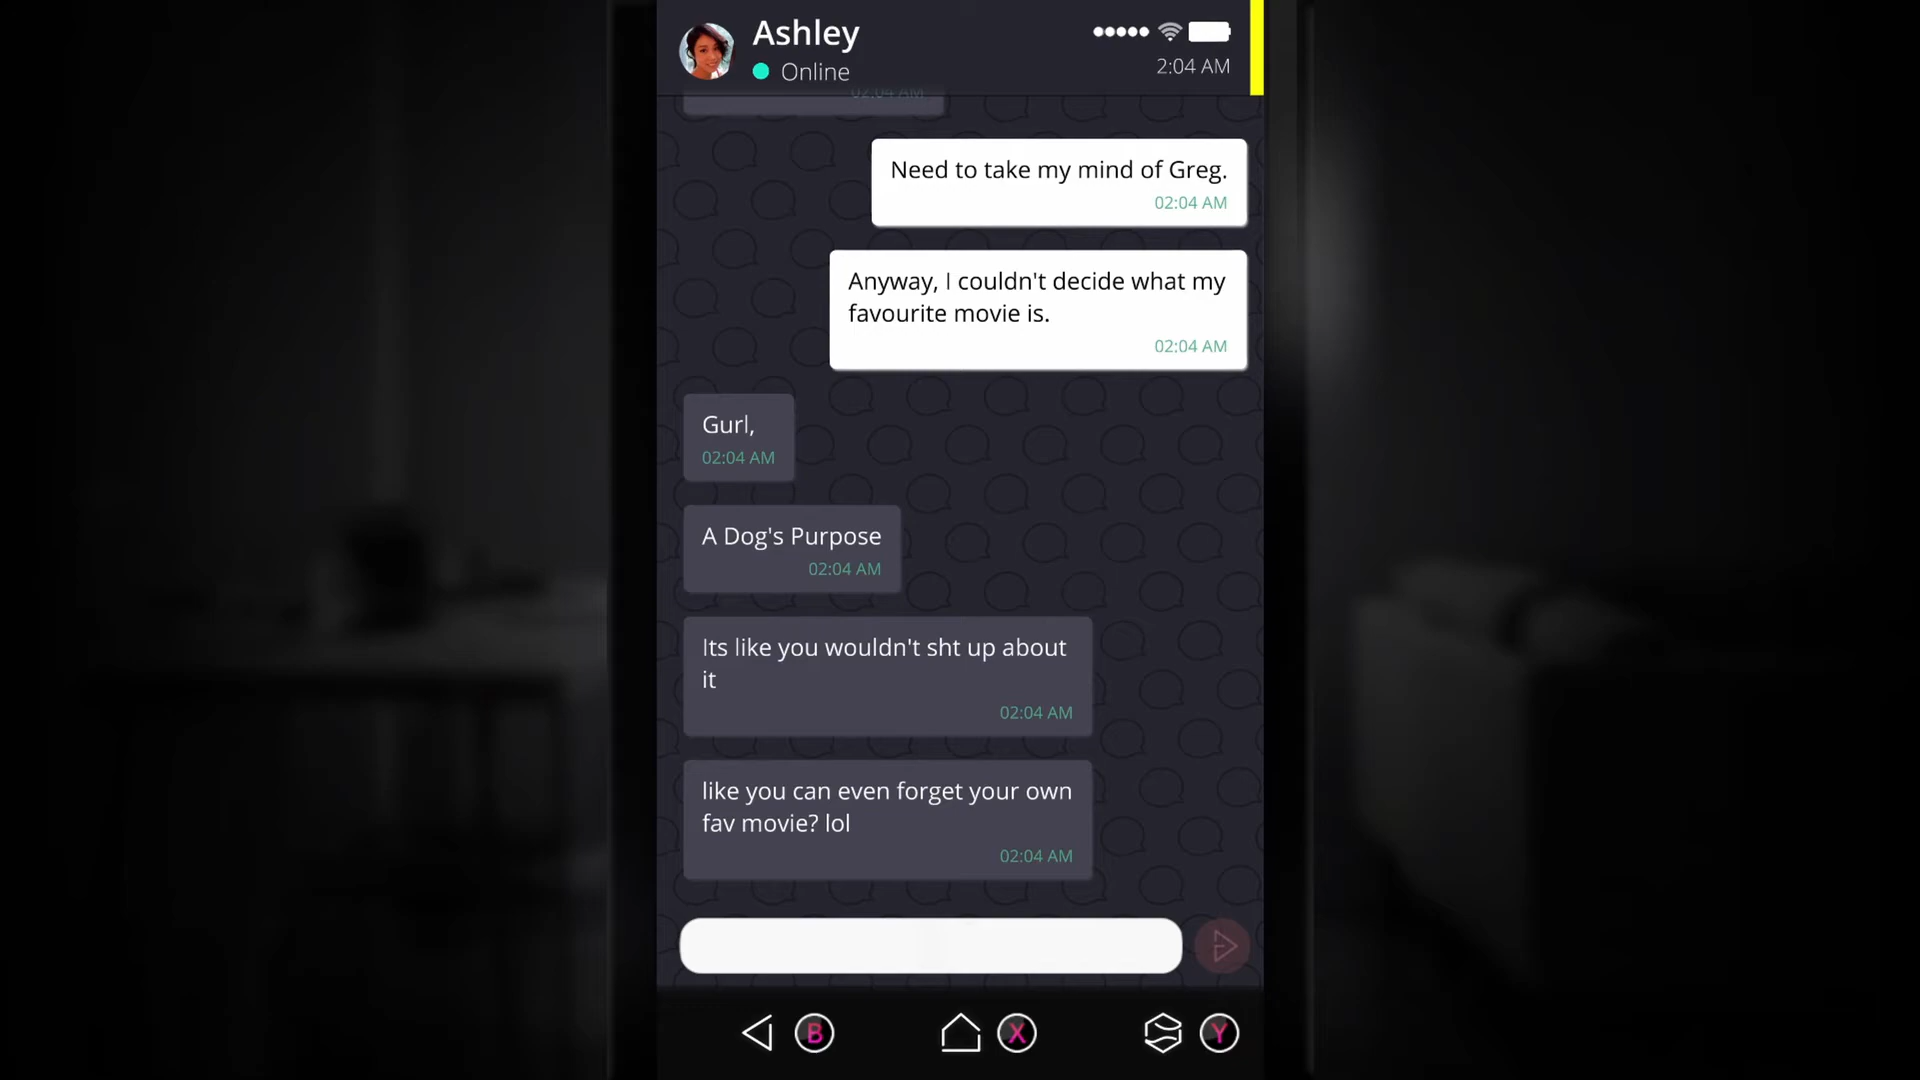 Ashley
Online
2:04 AM
02:04 AM
Need to take my mind of Greg.
02:04 AM
Anyway, I couldn't decide what my
favourite movie is.
02:04 AM
Gurl,
02:04 AM
A Dog's Purpose
02:04 AM
Its like you wouldn't sht up about
it
02:04 AM
like you can even forget your own
fav movie? lol
02:04 AM
B
X
Y